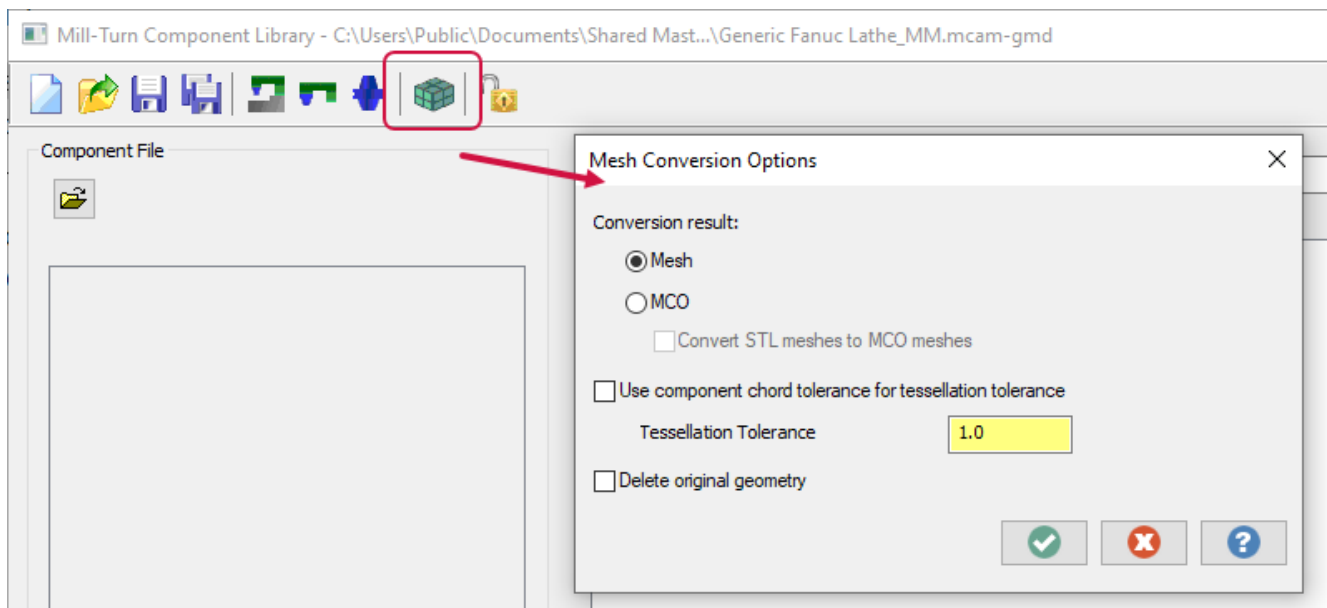 Mill-Turn Component Library - C:\Users\Public\Documents\Shared Mast...\Generic Fanuc Lathe_MM.mcam-gmd
Component File
Mesh Conversion Options
Conversion result:
Mesh
MCO
Convert STL meshes to MCO meshes
Use component chord tolerance for tessellation tolerance
Tessellation Tolerance 1.0
Delete original geometry